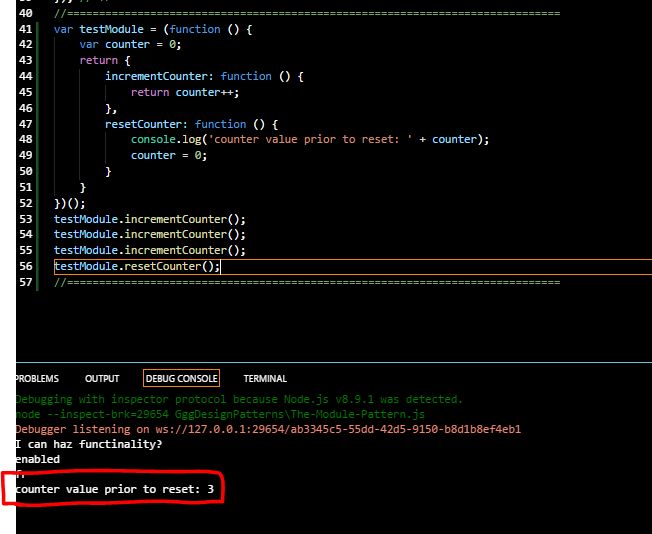 40 //===========================================================================
41 var testModule = (function () {
42 var counter = 0;
43 return {
44 incrementCounter: function () {
45 return counter++;
46 },
47 resetCounter: function () {
48 console.log('counter value prior to reset: ' + counter);
49 counter = 0;
50 }
51 }
52 })();
53 testModule.incrementCounter();
54 testModule.incrementCounter();
55 testModule.incrementCounter();
56 testModule.resetCounter();
57 //===========================================================================
PROBLEMS OUTPUT DEBUG CONSOLE TERMINAL
Debugging with inspector protocol because Node.js v8.9.1 was detected.
node --inspect-brk=29654 GggDesignPatterns\The-Module-Pattern.js
Debugger listening on ws://127.0.0.1:29654/ab3345c5-55dd-42d5-9150-b8d1b8ef4eb1
I can haz functinality?
enabled
counter value prior to reset: 3